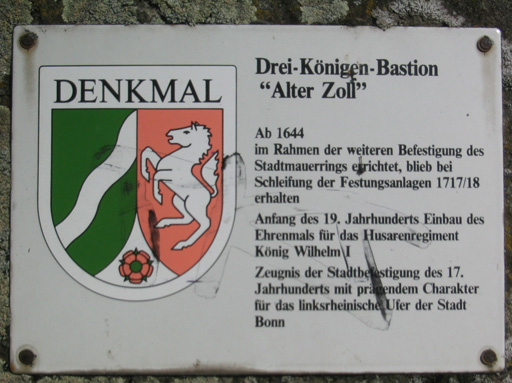 DENKMAL
Drei-Königen-Bastion
“Alter Zoll”
Ab 1644
im Rahmen der weiteren Befestigung des
Stadtmauerrings errichtet, blieb bei
Schleifung der Festungsanlagen 1717/18
erhalten
Anfang des 19. Jahrhunderts Einbau des
Ehrenmals für das Husarenregiment
König Wilhelm I
Zeugnis der Stadtbefestigung des 17.
Jahrhunderts mit prägendem Charakter
für das linksrheinische Ufer der Stadt
Bonn